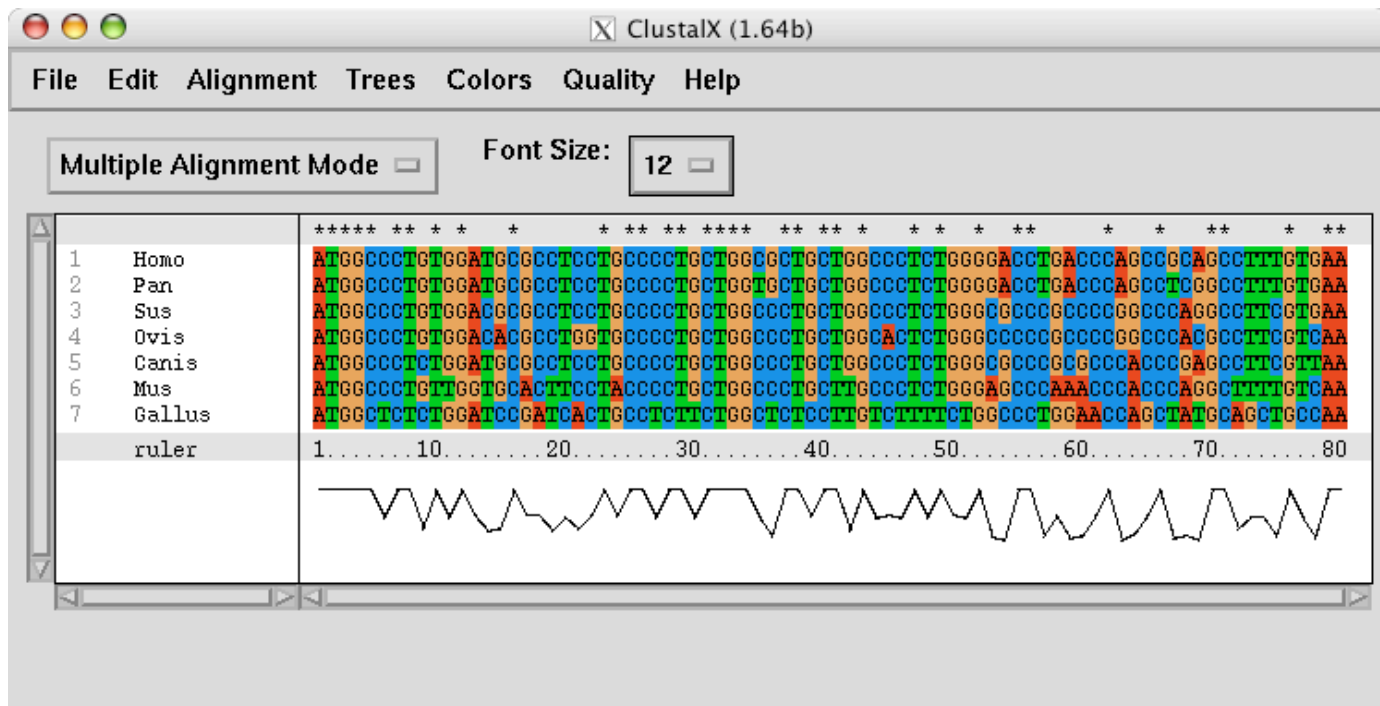 ClustalX (1.64b)
File Edit Alignment Trees Colors Quality Help
Multiple Alignment Mode Font Size: 12
***** ** * *   *      * ** ** ****  ** ** *   * *  *  **     *   *   **    *  **
1 Homo ATGGCCCTGTGGATGCGCCTCCTGCCCCTGCTGGCGCTGCTGGCCCTCTGGGGACCTGACCCAGCCGCAGCCTTTGTGAA
2 Pan ATGGCCCTGTGGATGCGCCTCCTGCCCCTGCTGGTGCTGCTGGCCCTCTGGGGACCTGACCCAGCCTCGGCCTTTGTGAA
3 Sus ATGGCCCTGTGGACGCGCCTCCTGCCCCTGCTGGCCCTGCTGGCCCTCTGGGCGCCCGCCCCGGCCCAGGCCTTCGTGAA
4 Ovis ATGGCCCTGTGGACACGCCTGGTGCCCCTGCTGGCCCTGCTGGCACTCTGGGCCCCCGCCCCGGCCCACGCCTTCGTCAA
5 Canis ATGGCCCTCTGGATGCGCCTCCTGCCCCTGCTGGCCCTGCTGGCCCTCTGGGCGCCCGCGCCCACCCGAGCCTTCGTTAA
6 Mus ATGGCCCTGTTGGTGCACTTCCTACCCCTGCTGGCCCTGCTTGCCCTCTGGGAGCCCAAACCCACCCAGGCTTTTGTCAA
7 Gallus ATGGCTCTCTGGATCCGATCACTGCCTCTTCTGGCTCTCCTTGTCTTTTCTGGCCCTGGAACCAGCTATGCAGCTGCCAA
ruler 1.......10........20........30........40........50........60........70........80